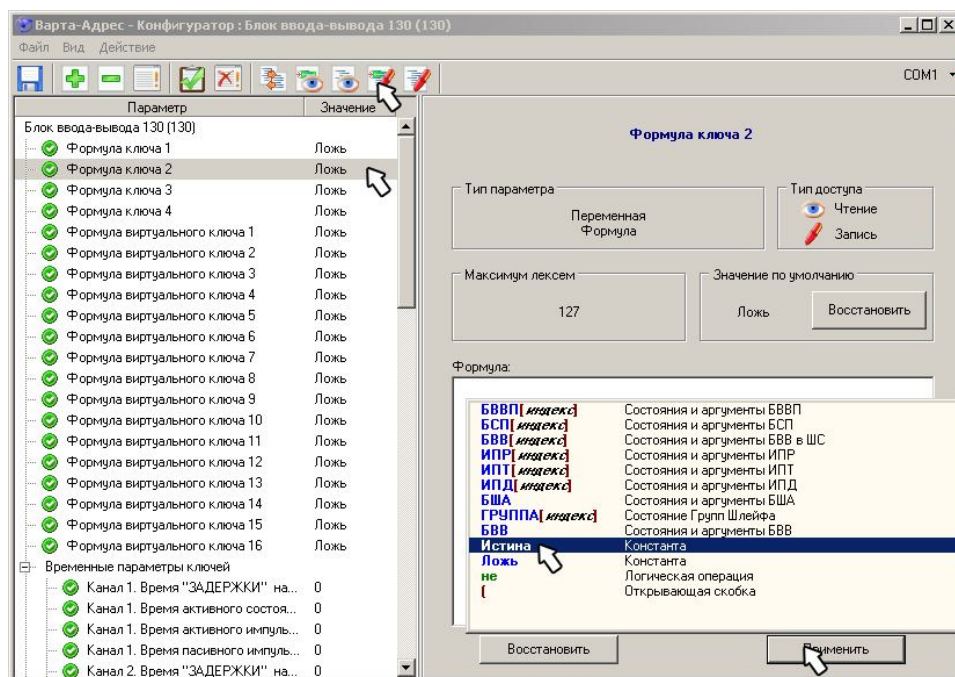 Варта-Адрес - Конфигуратор : Блок ввода-вывода 130 (130)
Файл Вид Действие
COM1
Параметр Значение
Блок ввода-вывода 130 (130)
Формула ключа 1 Ложь
Формула ключа 2 Ложь
Формула ключа 3 Ложь
Формула ключа 4 Ложь
Формула виртуального ключа 1 Ложь
Формула виртуального ключа 2 Ложь
Формула виртуального ключа 3 Ложь
Формула виртуального ключа 4 Ложь
Формула виртуального ключа 5 Ложь
Формула виртуального ключа 6 Ложь
Формула виртуального ключа 7 Ложь
Формула виртуального ключа 8 Ложь
Формула виртуального ключа 9 Ложь
Формула виртуального ключа 10 Ложь
Формула виртуального ключа 11 Ложь
Формула виртуального ключа 12 Ложь
Формула виртуального ключа 13 Ложь
Формула виртуального ключа 14 Ложь
Формула виртуального ключа 15 Ложь
Формула виртуального ключа 16 Ложь
Временные параметры ключей
Канал 1. Время "ЗАДЕРЖКИ" на... 0
Канал 1. Время активного состоя... 0
Канал 1. Время активного импуль... 0
Канал 1. Время пасивного импуль... 0
Канал 2. Время "ЗАДЕРЖКИ" на... 0
Формула ключа 2
Тип параметра
Переменная
Формула
Тип доступа
Чтение
Запись
Максимум лексем
127
Значение по умолчанию
Ложь Восстановить
Формула:
БВВП[индекс] Состояния и аргументы БВВП
БСП[индекс] Состояния и аргументы БСП
БВВ[индекс] Состояния и аргументы БВВ в ШС
ИПР[индекс] Состояния и аргументы ИПР
ИПТ[индекс] Состояния и аргументы ИПТ
ИПД[индекс] Состояния и аргументы ИПД
БША Состояния и аргументы БША
ГРУППА[индекс] Состояние Групп Шлейфа
БВВ Состояния и аргументы БВВ
Истина Константа
Ложь Константа
не Логическая операция
( Открывающая скобка
Восстановить Применить